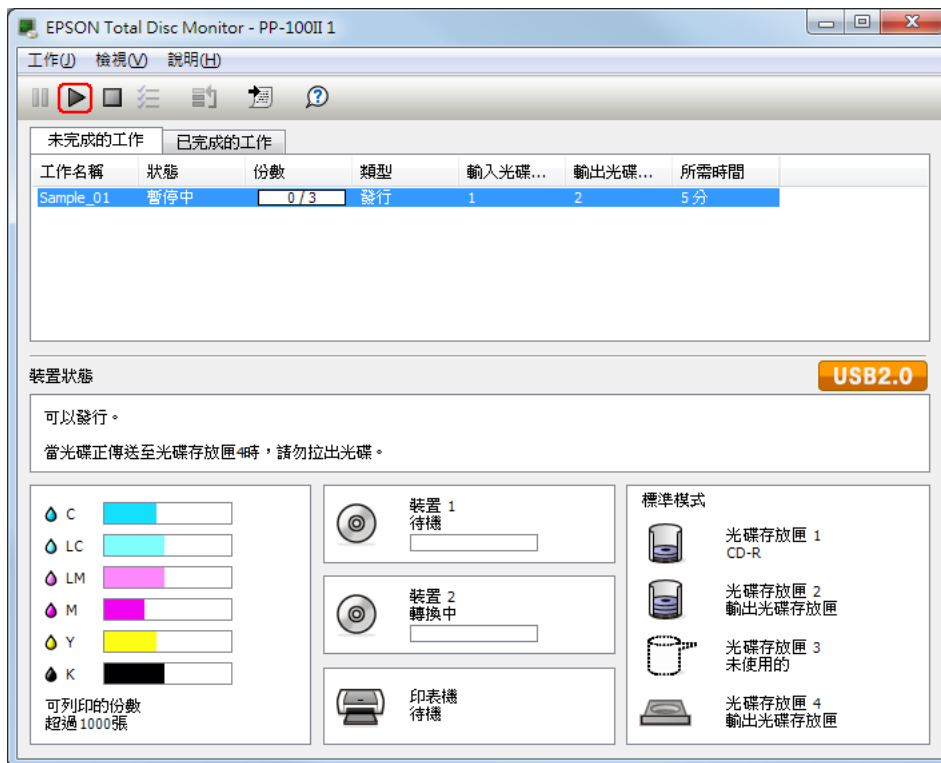 EPSON Total Disc Monitor - PP-100II 1
工作(J) 檢視(V) 說明(H)
未完成的工作 已完成的工作
工作名稱 狀態 份數 類型 輸入光碟... 輸出光碟... 所需時間
Sample_01 暫停中 0 / 3 發行 1 2 5 分
裝置狀態
USB2.0
可以發行。
當光碟正傳送至光碟存放匣4時，請勿拉出光碟。
C
LC
LM
M
Y
K
可列印的份數
超過1000張
裝置 1
待機
裝置 2
轉換中
印表機
待機
標準模式
光碟存放匣 1
CD-R
光碟存放匣 2
輸出光碟存放匣
光碟存放匣 3
未使用的
光碟存放匣 4
輸出光碟存放匣